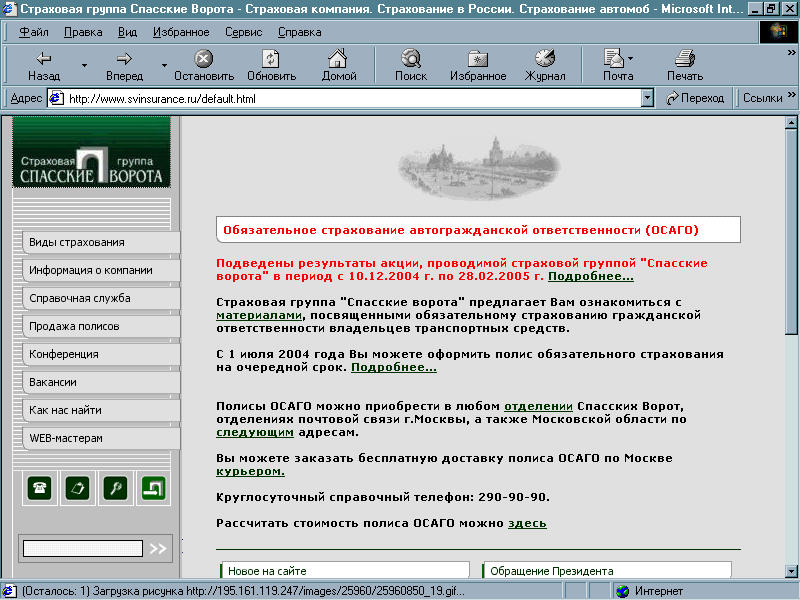 Страховая группа Спасские Ворота - Страховая компания. Страхование в России. Страхование автомоб - Microsoft Int...
Файл Правка Вид Избранное Сервис Справка
Назад Вперед Остановить Обновить Домой Поиск Избранное Журнал Почта Печать »
Адрес http://www.svinsurance.ru/default.html Переход Ссылки »
Страховая группа
СПАССКИЕ ВОРОТА
Виды страхования
Информация о компании
Справочная служба
Продажа полисов
Конференция
Вакансии
Как нас найти
WEB-мастерам
>>
Обязательное страхование автогражданской ответственности (ОСАГО)
Подведены результаты акции, проводимой страховой группой "Спасские
ворота" в период с 10.12.2004 г. по 28.02.2005 г. Подробнее...
Страховая группа "Спасские ворота" предлагает Вам ознакомиться с
материалами, посвященными обязательному страхованию гражданской
ответственности владельцев транспортных средств.
С 1 июля 2004 года Вы можете оформить полис обязательного страхования
на очередной срок. Подробнее...
Полисы ОСАГО можно приобрести в любом отделении Спасских Ворот,
отделениях почтовой связи г.Москвы, а также Московской области по
следующим адресам.
Вы можете заказать бесплатную доставку полиса ОСАГО по Москве
курьером.
Круглосуточный справочный телефон: 290-90-90.
Рассчитать стоимость полиса ОСАГО можно здесь
Новое на сайте
Обращение Президента
(Осталось: 1) Загрузка рисунка http://195.161.119.247/images/25960/25960850_19.gif... Интернет